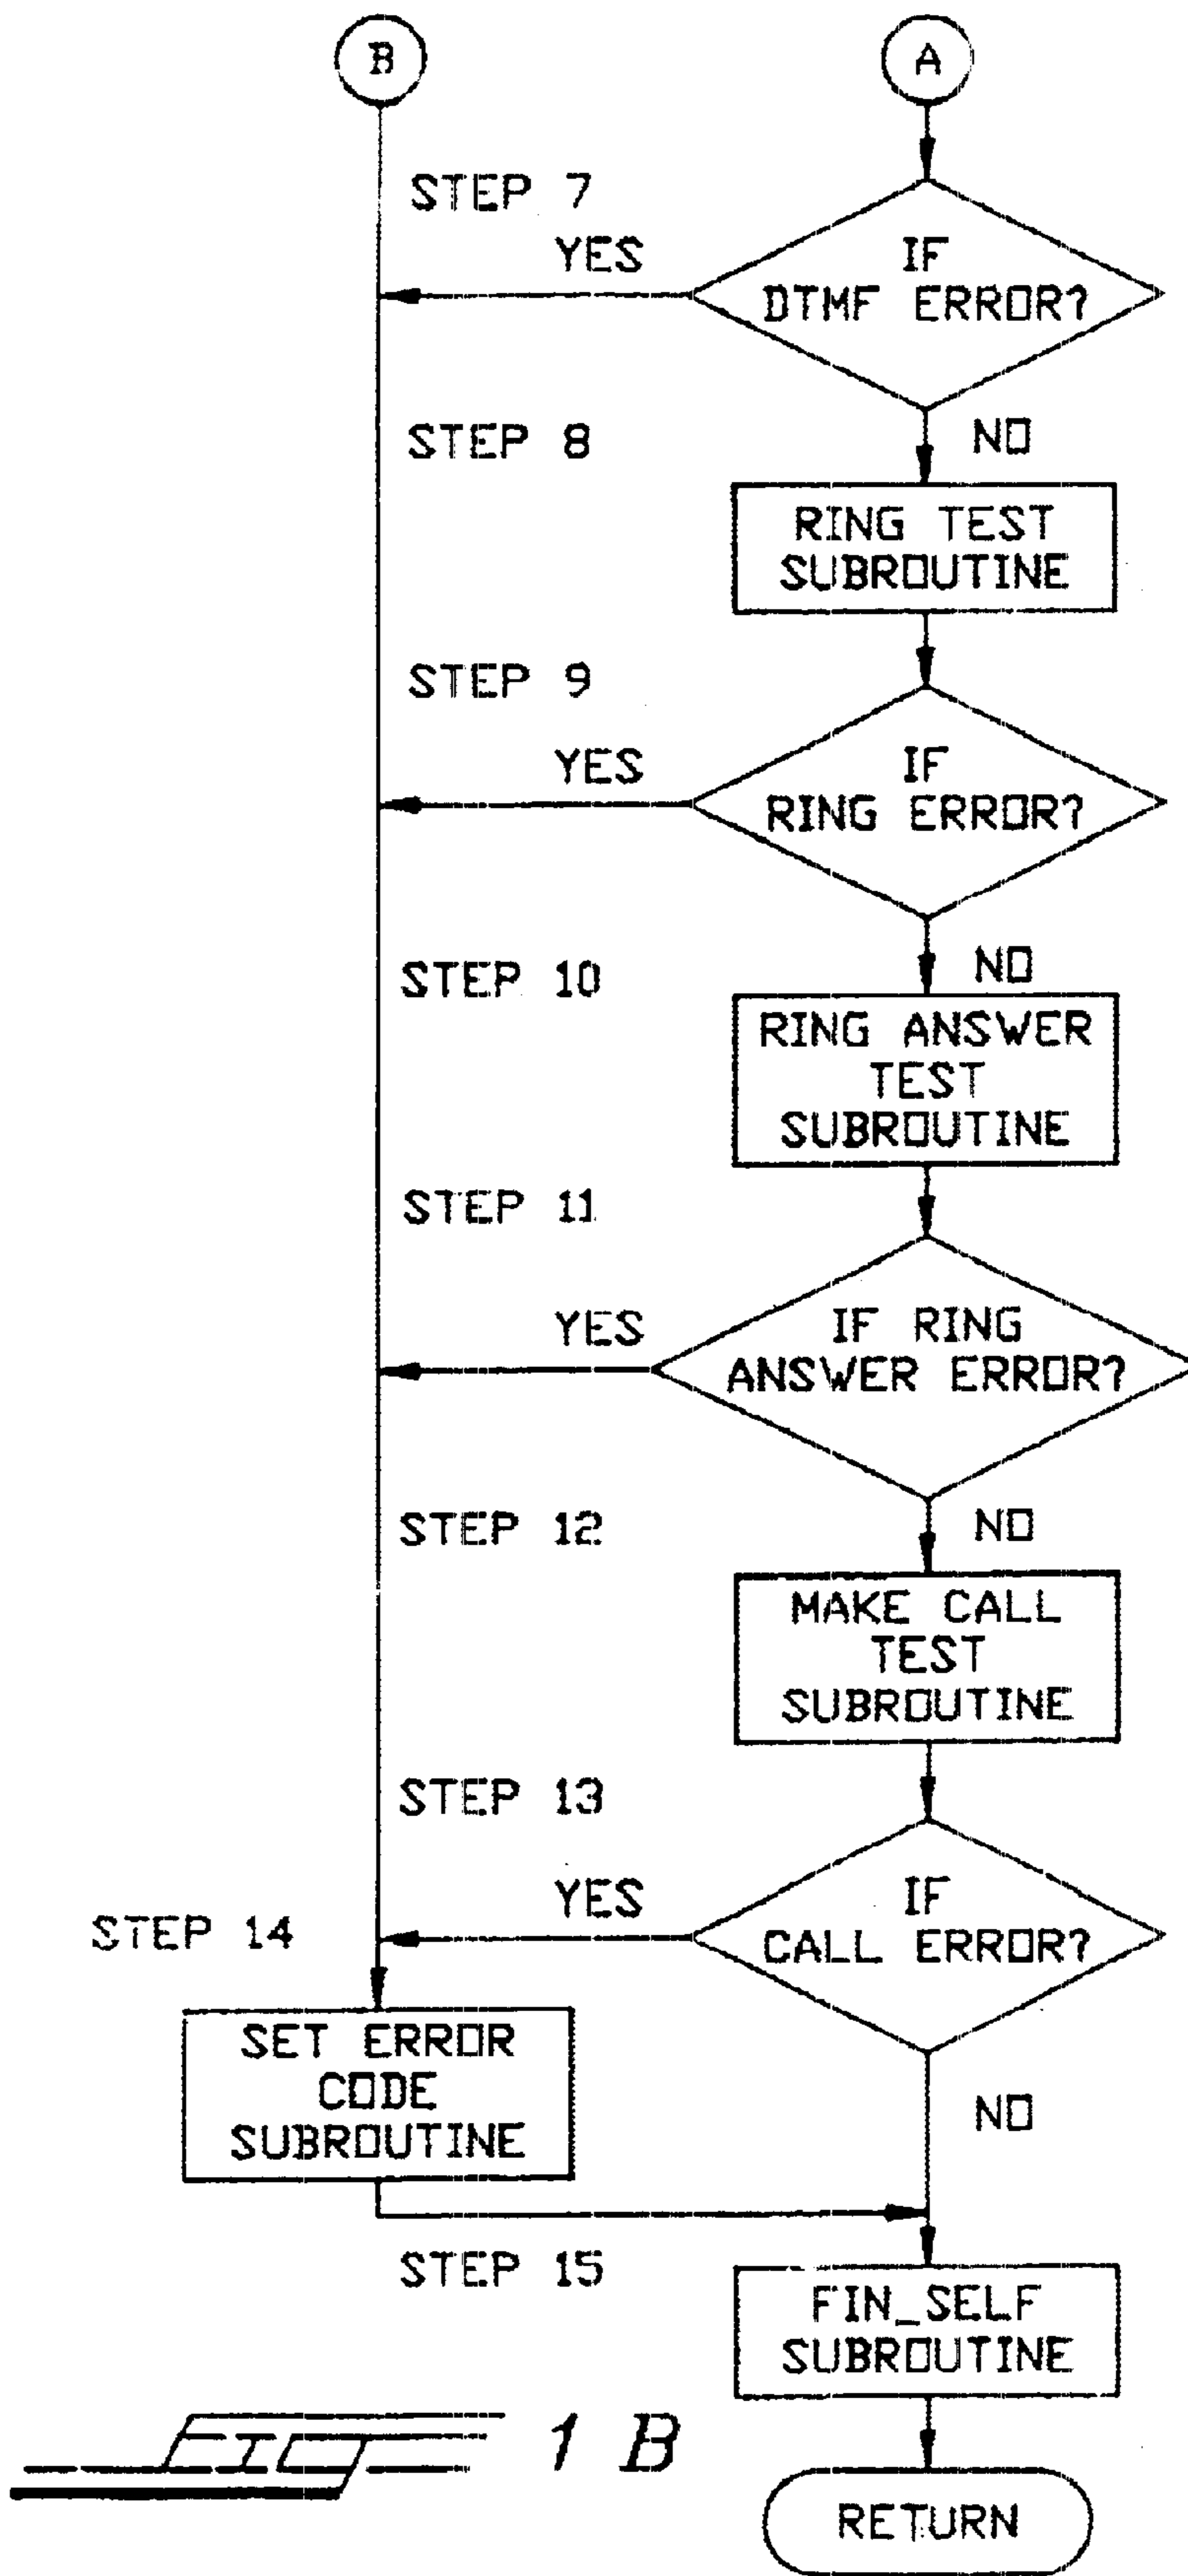 B
A
STEP 7
YES
IF
DTMF ERROR?
NO
STEP 8
RING TEST
SUBROUTINE
STEP 9
YES
IF
RING ERROR?
NO
STEP 10
RING ANSWER
TEST
SUBROUTINE
STEP 11
YES
IF RING
ANSWER ERROR?
NO
STEP 12
MAKE CALL
TEST
SUBROUTINE
STEP 13
YES
IF
CALL ERROR?
NO
STEP 14
SET ERROR
CODE
SUBROUTINE
STEP 15
FIN_SELF
SUBROUTINE
RETURN
FIG 1 B